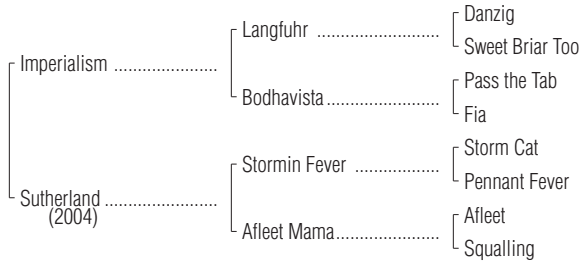 Danzig
Langfuhr ....................
Sweet Briar Too
Imperialism ....................
Pass the Tab
Bodhavista ....................
Fia
Storm Cat
Stormin Fever ...............
Pennant Fever
Sutherland ....................
(2004)
Afleet
Afleet Mama ..................
Squalling